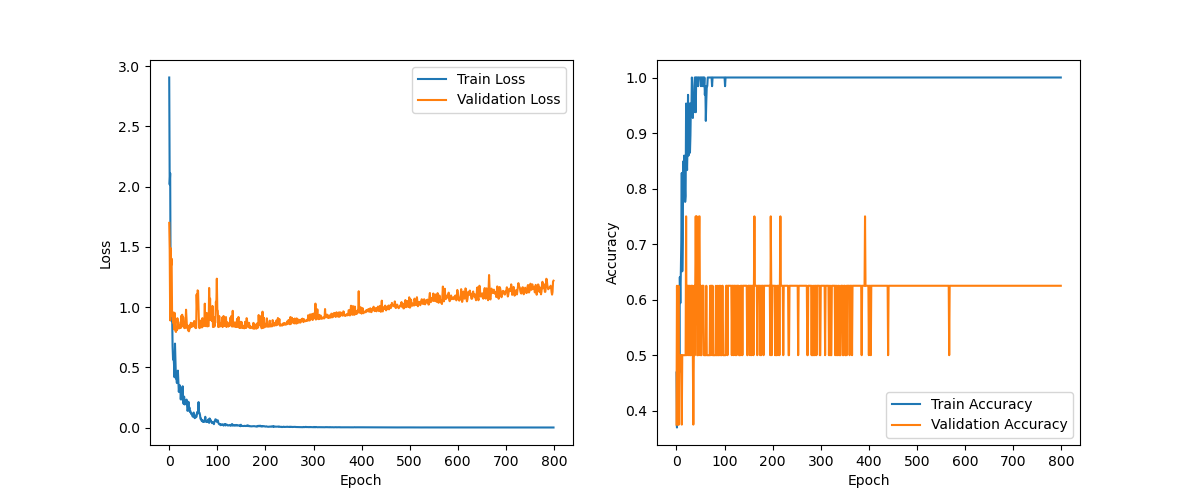 3.0
2.5
2.0
1.5
1.0
0.5
0.0
Loss
0 100 200 300 400 500 600 700 800
Epoch
Train Loss
Validation Loss
1.0
0.9
0.8
0.7
0.6
0.5
0.4
Accuracy
0 100 200 300 400 500 600 700 800
Epoch
Train Accuracy
Validation Accuracy